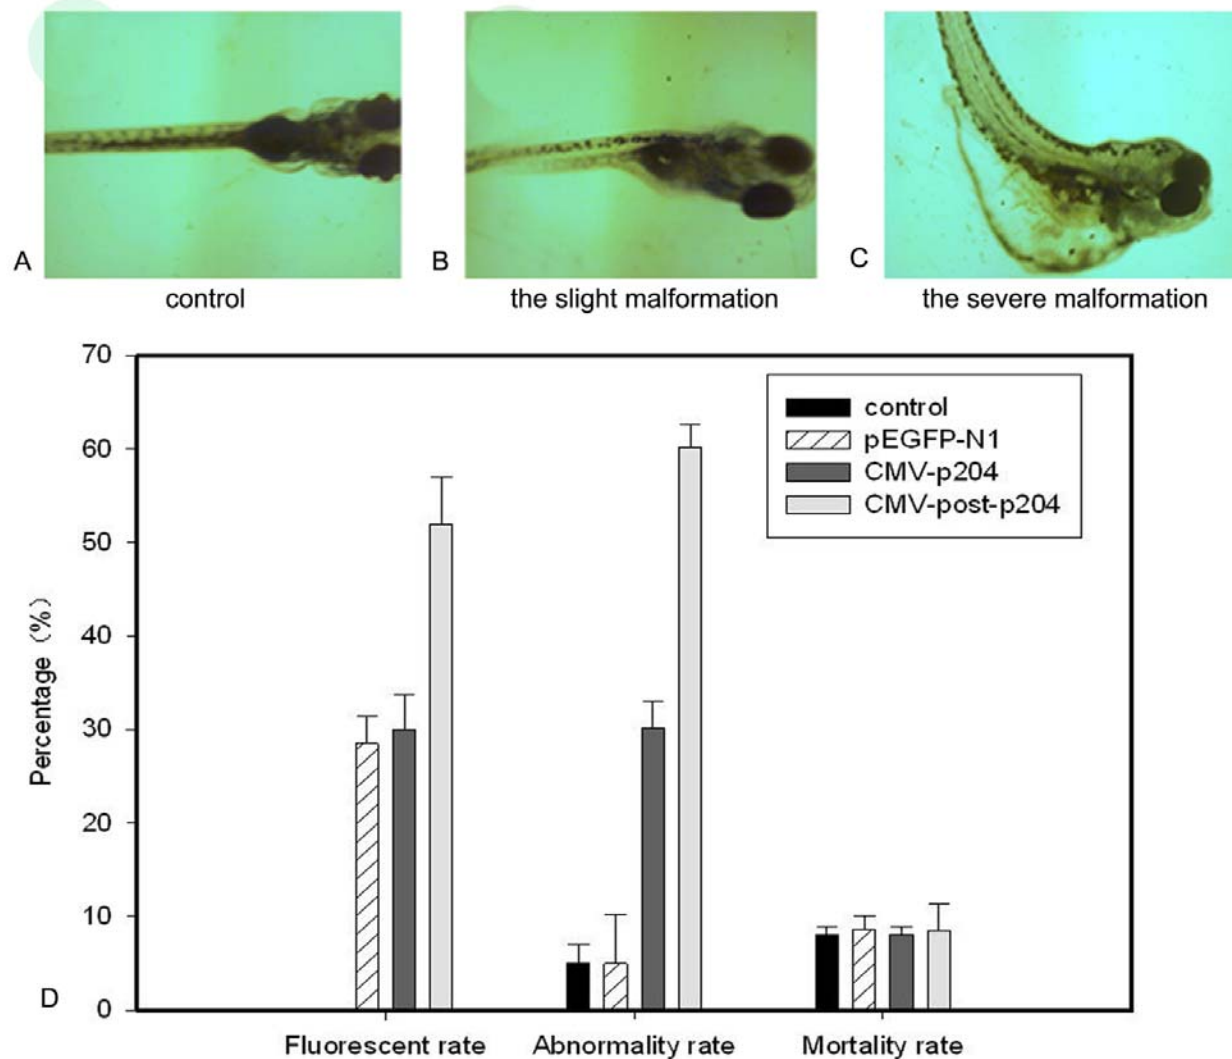 A
control
B
the slight malformation
C
the severe malformation
70
60
50
40
30
20
10
0
Percentage (%)
control
pEGFP-N1
CMV-p204
CMV-post-p204
D
Fluorescent rate
Abnormality rate
Mortality rate